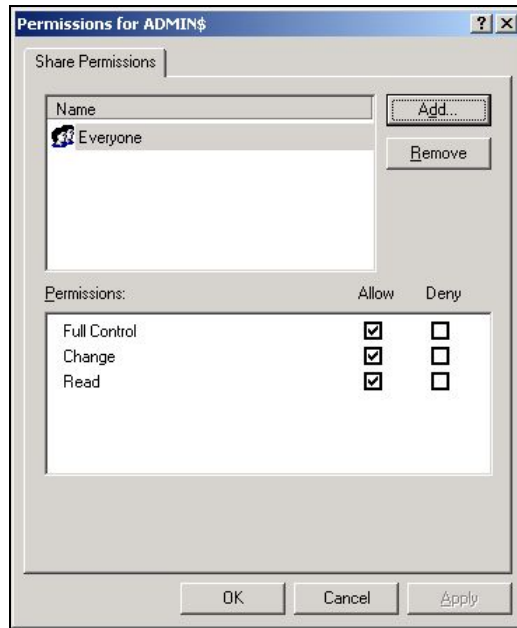 Permissions for ADMIN$
Share Permissions
Name
Add...
Everyone
Remove
Permissions: Allow Deny
Full Control
Change
Read
OK Cancel Apply